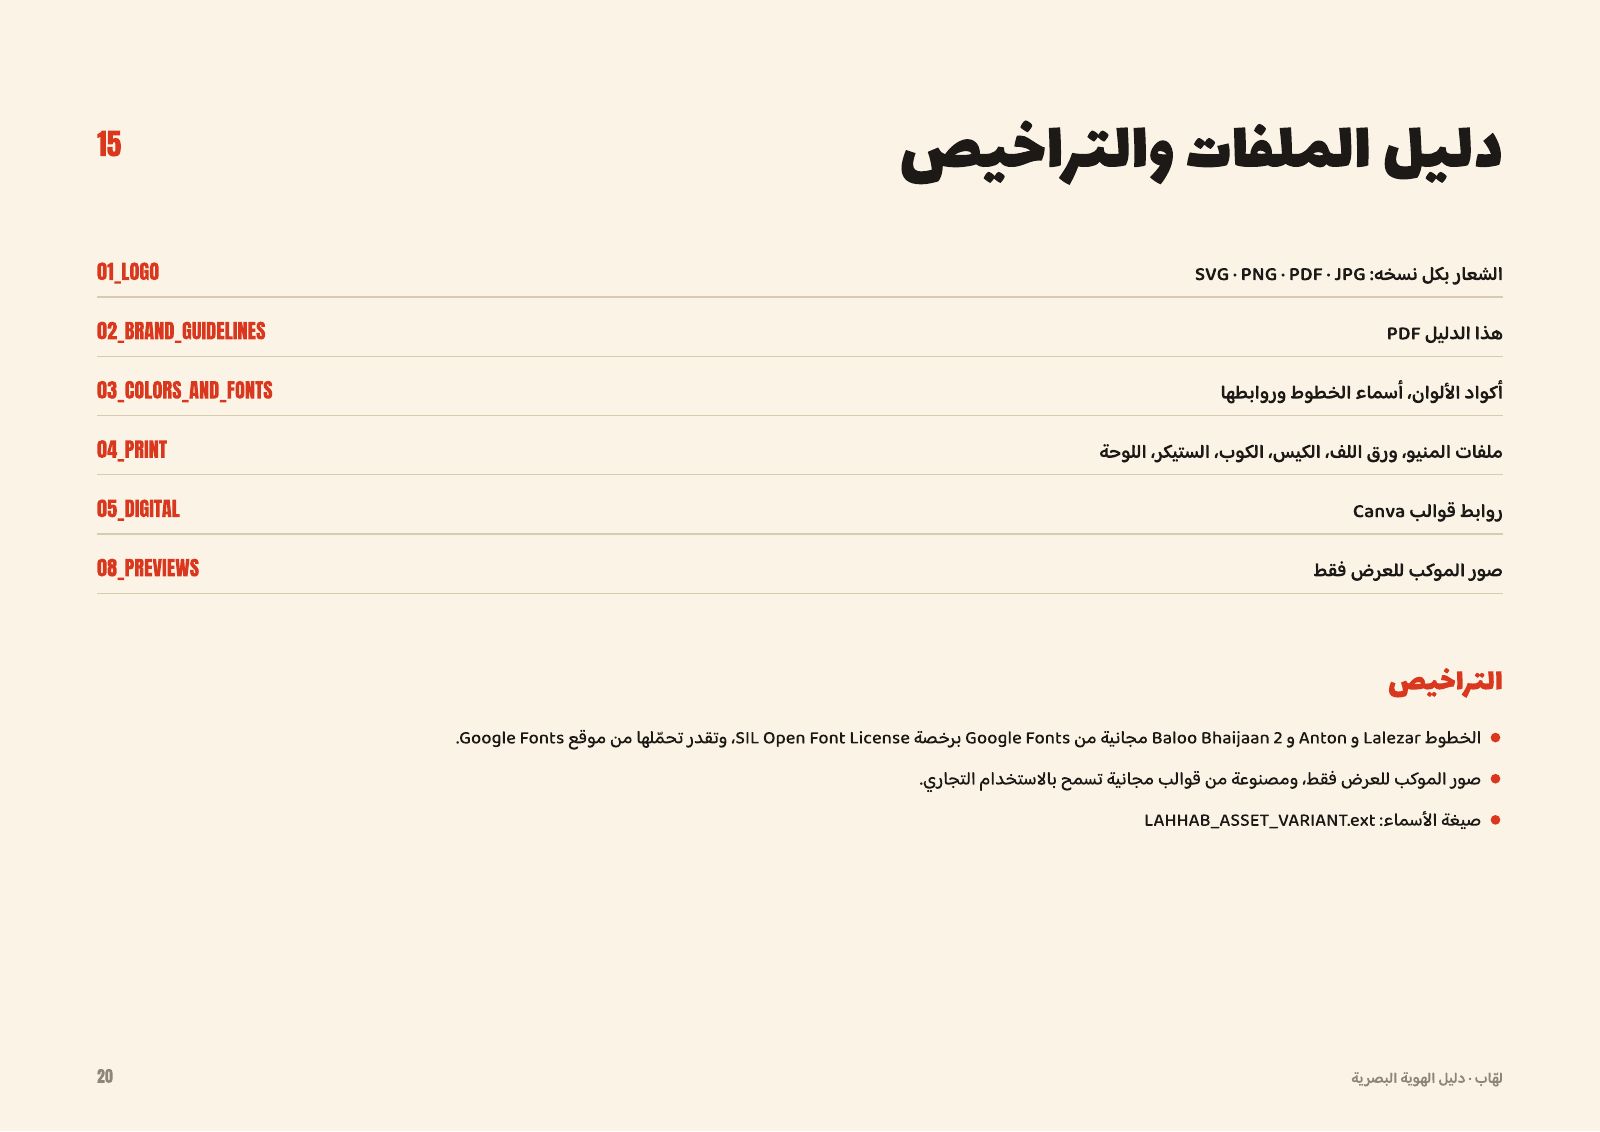 دليل الملفات والتراخيص
15
الشعار بكل نسخه: SVG · PNG · PDF · JPG
01_LOGO
هذا الدليل PDF
02_BRAND_GUIDELINES
أكواد الألوان، أسماء الخطوط وروابطها
03_COLORS_AND_FONTS
ملفات المنيو، ورق اللف، الكيس، الكوب، الستيكر، اللوحة
04_PRINT
روابط قوالب Canva
05_DIGITAL
صور الموكب للعرض فقط
08_PREVIEWS
التراخيص
الخطوط Lalezar و Anton و Baloo Bhaijaan 2 مجانية من Google Fonts برخصة SIL Open Font License، وتقدر تحمّلها من موقع Google Fonts.
صور الموكب للعرض فقط، ومصنوعة من قوالب مجانية تسمح بالاستخدام التجاري.
صيغة الأسماء: LAHHAB_ASSET_VARIANT.ext
لهّاب · دليل الهوية البصرية
20